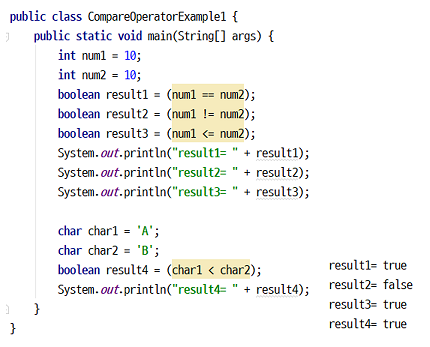 public class CompareOperatorExample1 {
public static void main(String[] args) {
int num1 = 10;
int num2 = 10;
boolean result1 = (num1 == num2);
boolean result2 = (num1 != num2);
boolean result3 = (num1 <= num2);
System.out.println("result1= " + result1);
System.out.println("result2= " + result2);
System.out.println("result3= " + result3);
char char1 = 'A';
char char2 = 'B';
boolean result4 = (char1 < char2);
System.out.println("result4= " + result4);
}
}
result1= true
result2= false
result3= true
result4= true